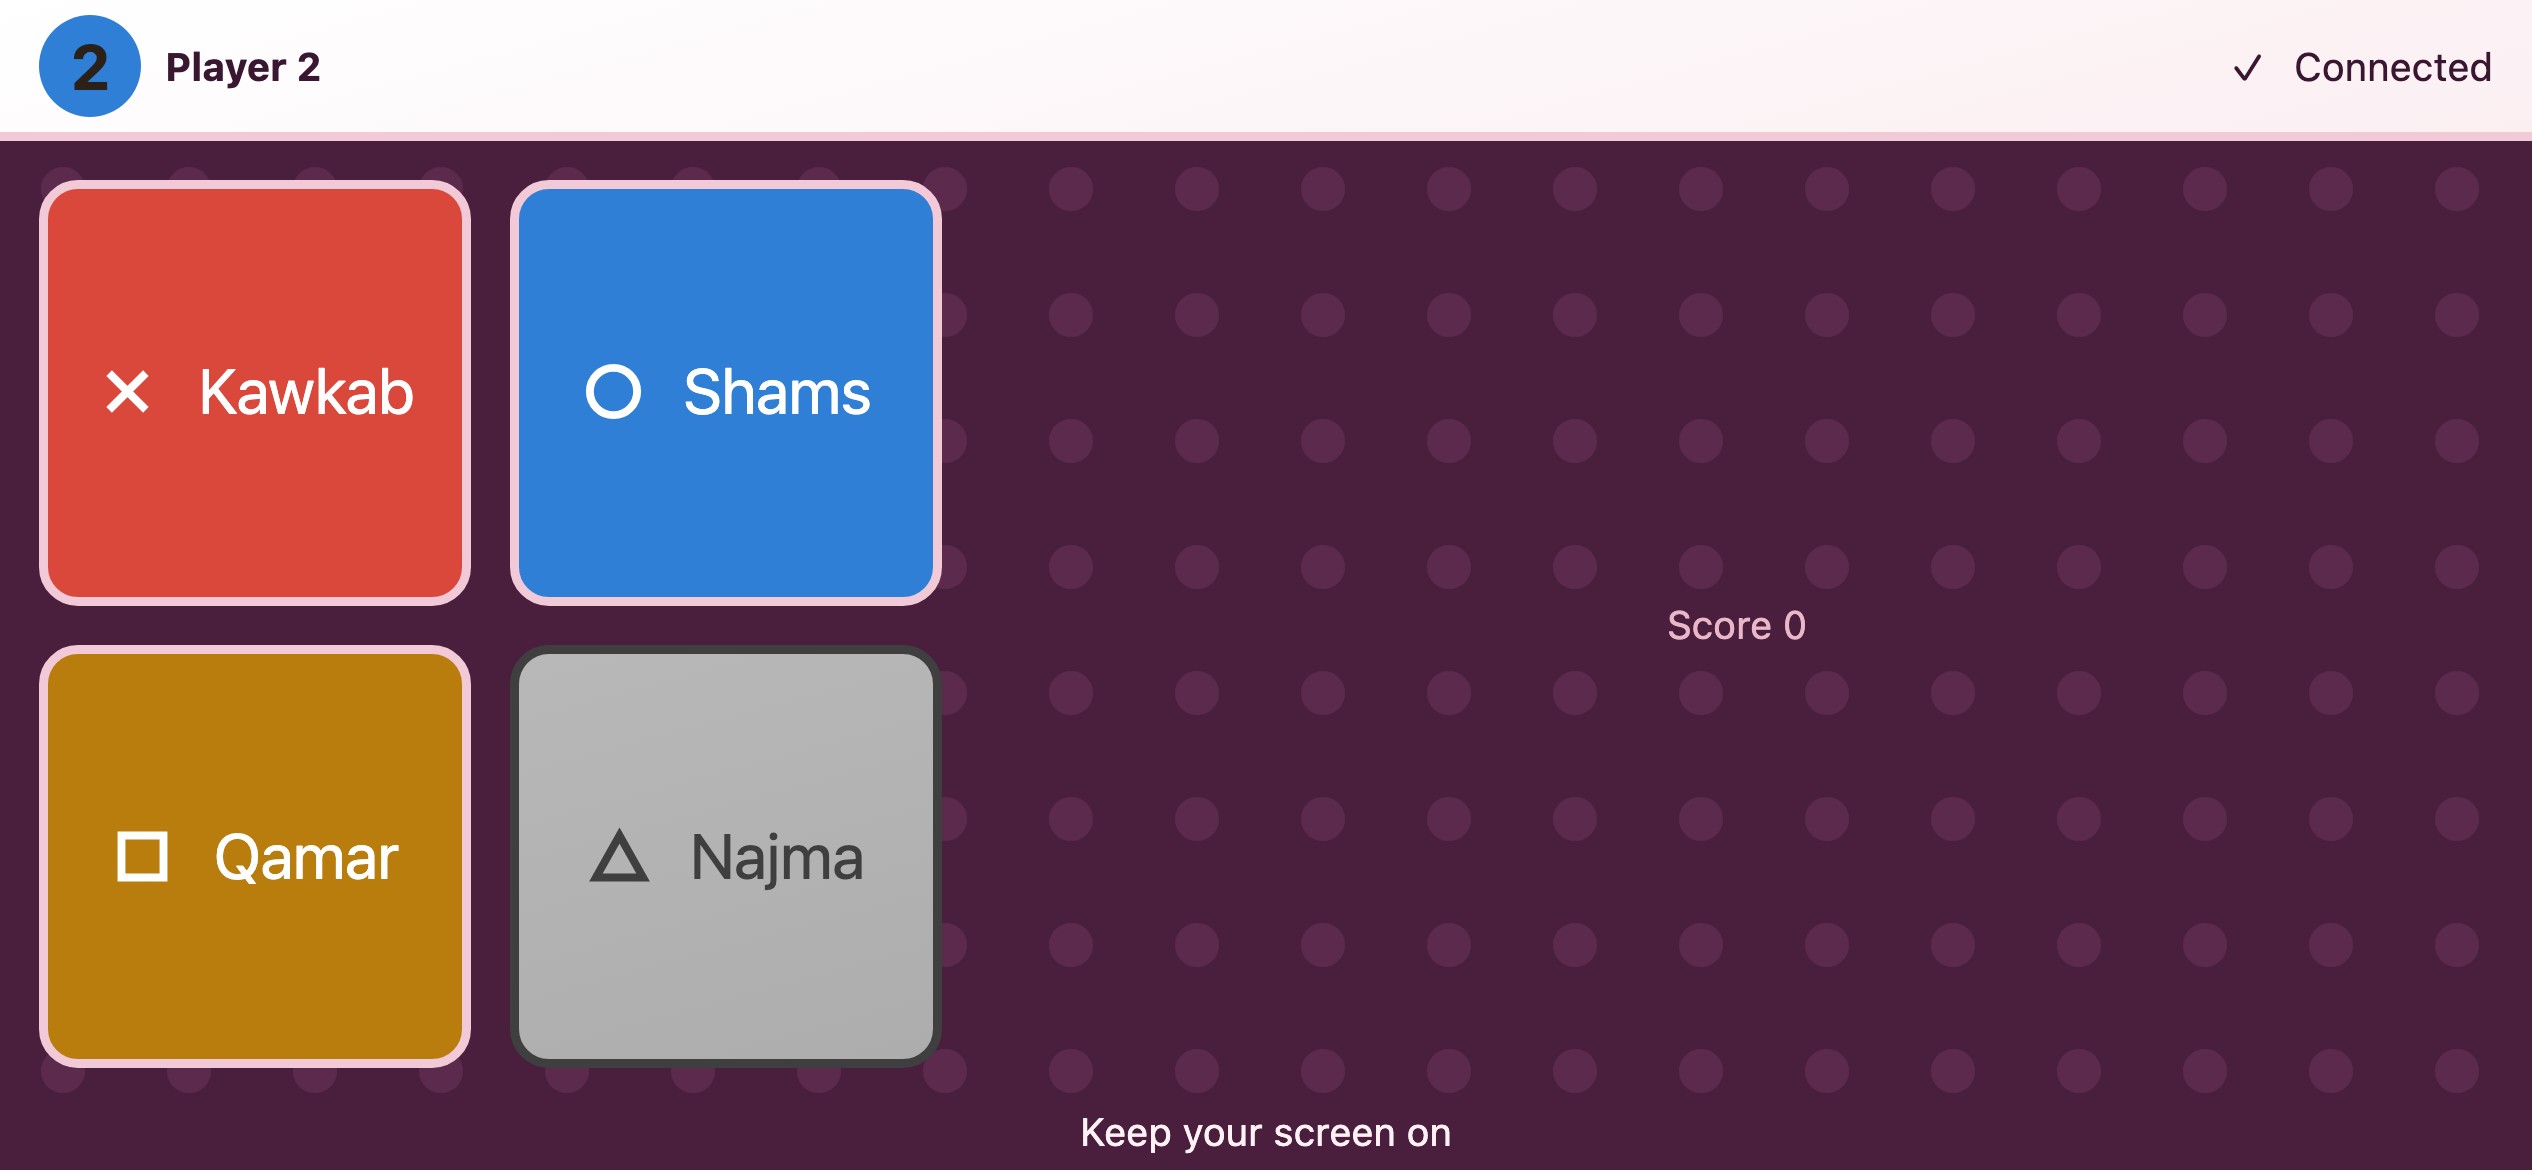 2 Player 2
✓ Connected
Kawkab
Shams
Qamar
Najma
Score 0
Keep your screen on